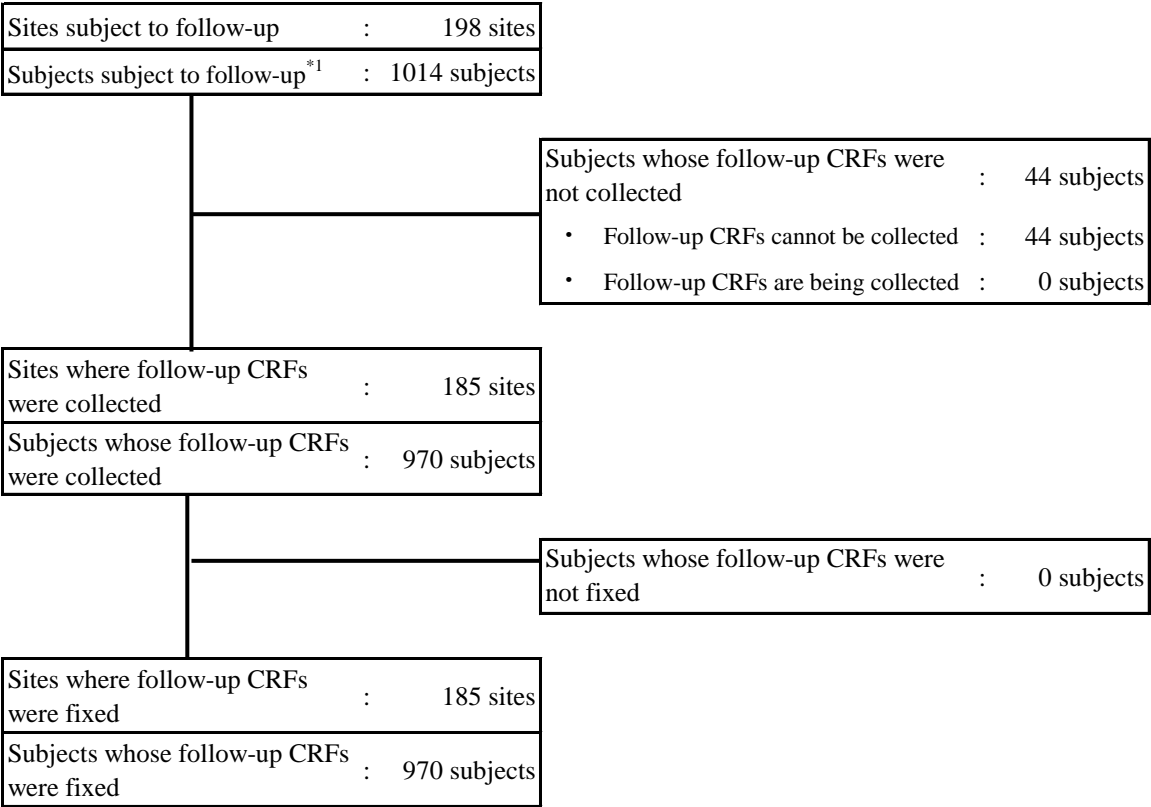 Sites subject to follow-up : 198 sites
Subjects subject to follow-up*1 : 1014 subjects
Subjects whose follow-up CRFs were
not collected : 44 subjects
・ Follow-up CRFs cannot be collected : 44 subjects
・ Follow-up CRFs are being collected : 0 subjects
Sites where follow-up CRFs
were collected : 185 sites
Subjects whose follow-up CRFs
were collected : 970 subjects
Subjects whose follow-up CRFs were
not fixed : 0 subjects
Sites where follow-up CRFs
were fixed : 185 sites
Subjects whose follow-up CRFs
were fixed : 970 subjects